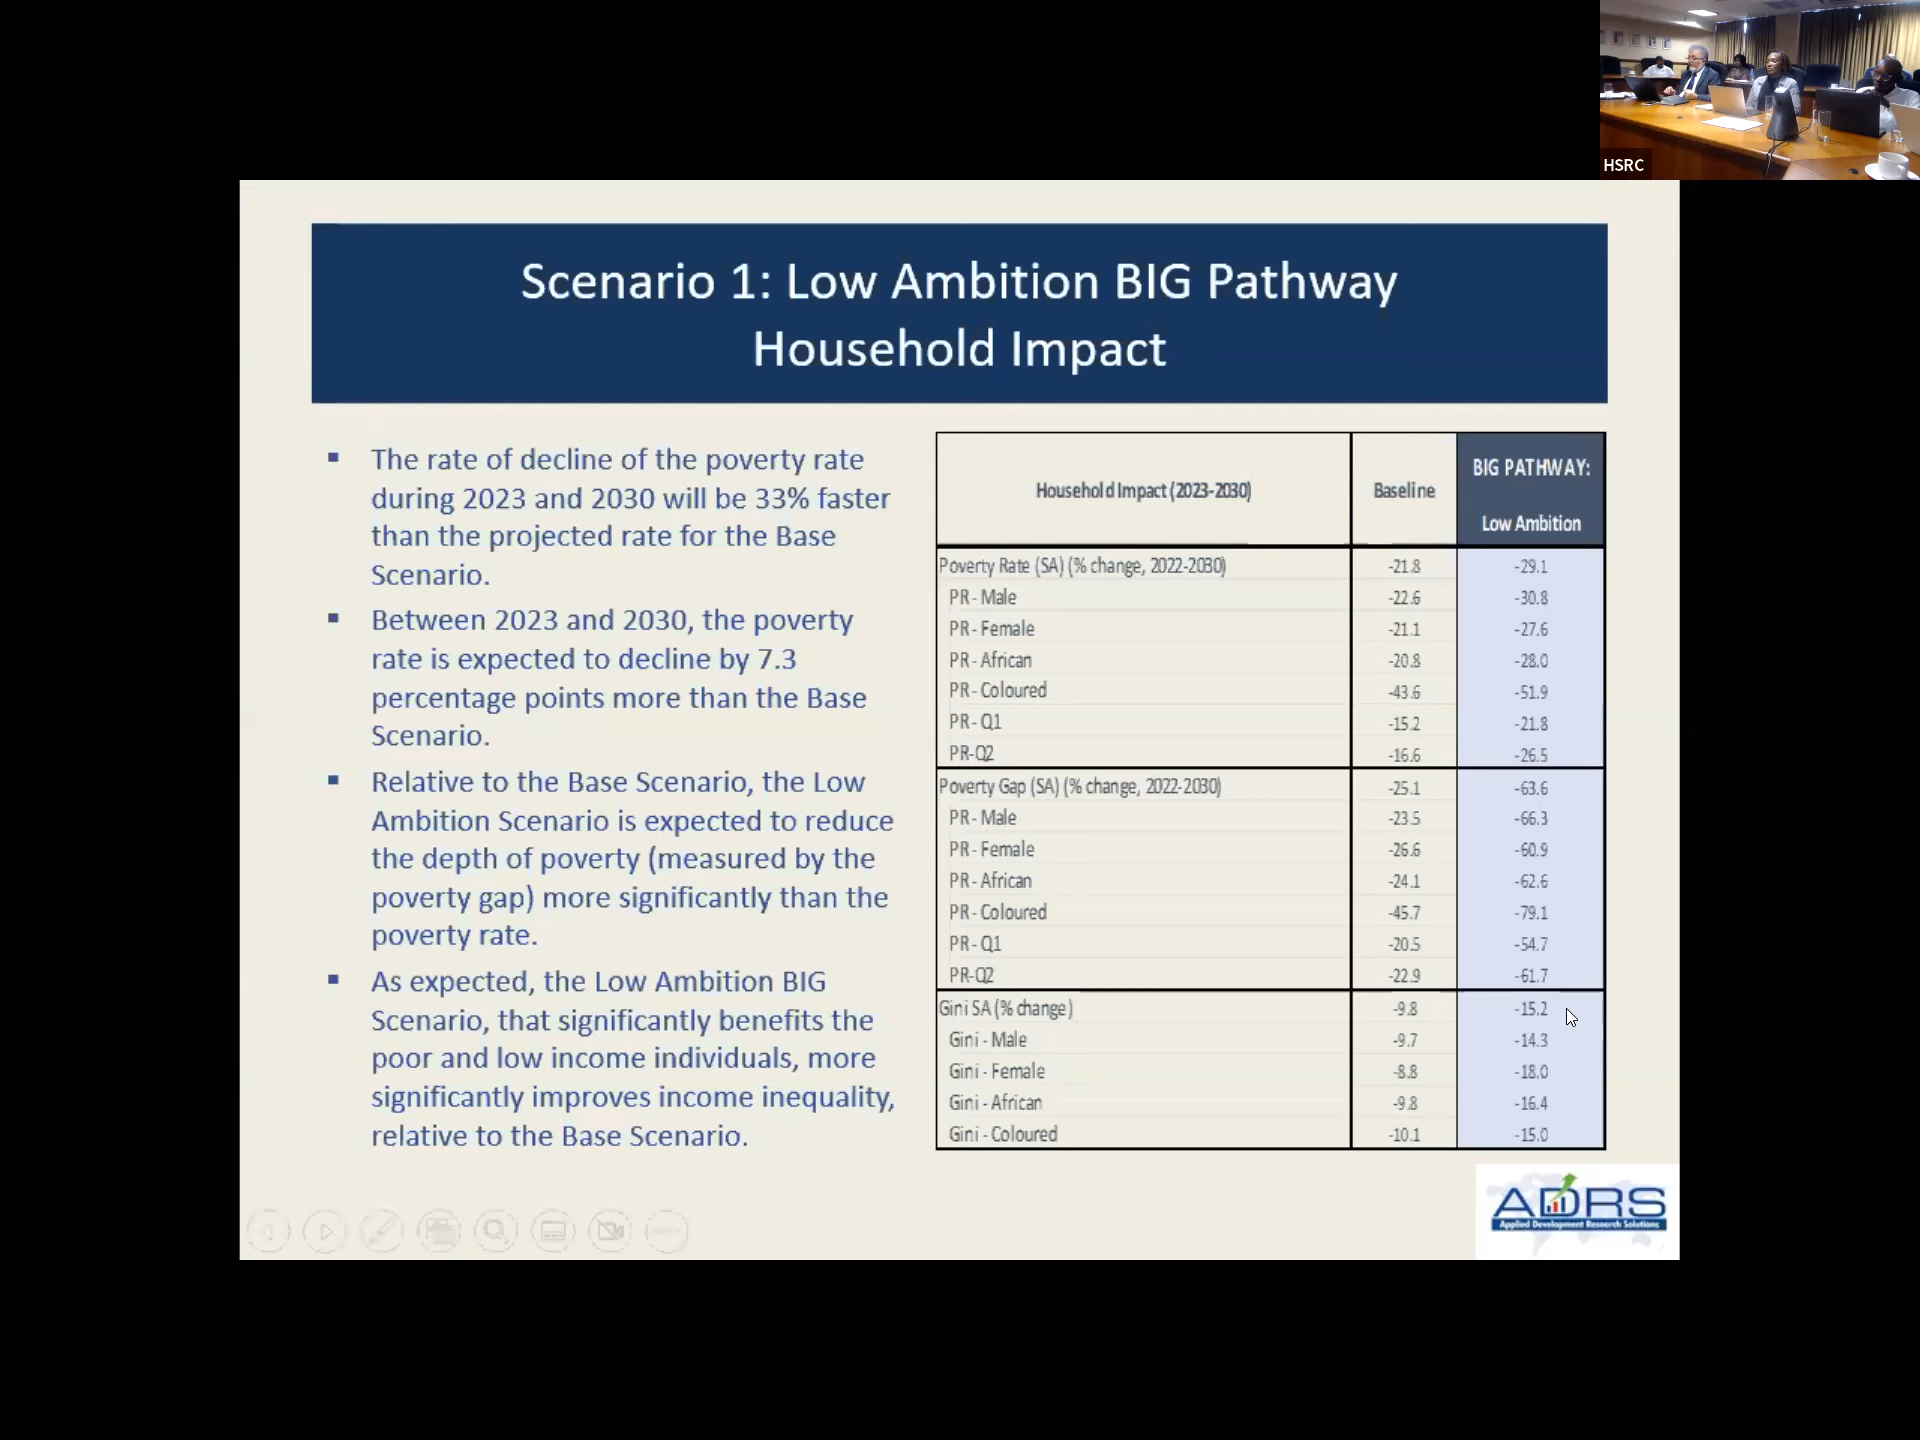 HSRC
Scenario 1: Low Ambition BIG Pathway
Household Impact
▪ The rate of decline of the poverty rate
during 2023 and 2030 will be 33% faster
than the projected rate for the Base
Scenario.
▪ Between 2023 and 2030, the poverty
rate is expected to decline by 7.3
percentage points more than the Base
Scenario.
▪ Relative to the Base Scenario, the Low
Ambition Scenario is expected to reduce
the depth of poverty (measured by the
poverty gap) more significantly than the
poverty rate.
▪ As expected, the Low Ambition BIG
Scenario, that significantly benefits the
poor and low income individuals, more
significantly improves income inequality,
relative to the Base Scenario.
Household Impact (2023-2030) Baseline BIG PATHWAY:
Low Ambition
Poverty Rate (SA) (% change, 2022-2030) -21.8 -29.1
PR - Male -22.6 -30.8
PR - Female -21.1 -27.6
PR - African -20.8 -28.0
PR - Coloured -43.6 -51.9
PR - Q1 -15.2 -21.8
PR-Q2 -16.6 -26.5
Poverty Gap (SA) (% change, 2022-2030) -25.1 -63.6
PR - Male -23.5 -66.3
PR - Female -26.6 -60.9
PR - African -24.1 -62.6
PR - Coloured -45.7 -79.1
PR - Q1 -20.5 -54.7
PR-Q2 -22.9 -61.7
Gini SA (% change) -9.8 -15.2
Gini - Male -9.7 -14.3
Gini - Female -8.8 -18.0
Gini - African -9.8 -16.4
Gini - Coloured -10.1 -15.0
ADRS
Applied Development Research Solutions